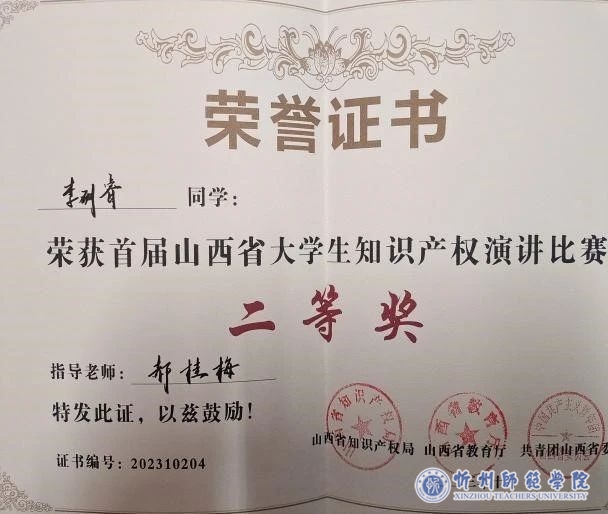 荣誉证书
李刚睿 同学:
荣获首届山西省大学生知识产权演讲比赛
二等奖
指导老师: 郝桂梅
特发此证,以兹鼓励!
山西省知识产权局 山西省教育厅 共青团山西省委
证书编号: 202310204
忻州师范学院
XINZHOU TEACHERS UNIVERSITY